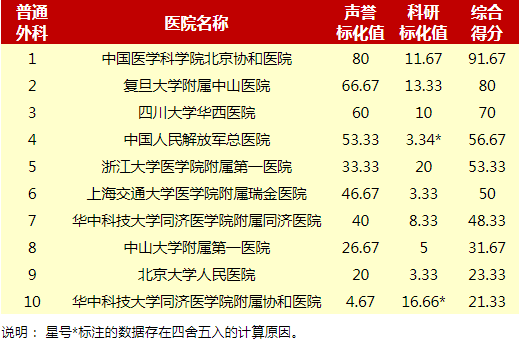 普通外科 医院名称 声誉标化值 科研标化值 综合得分
1 中国医学科学院北京协和医院 80 11.67 91.67
2 复旦大学附属中山医院 66.67 13.33 80
3 四川大学华西医院 60 10 70
4 中国人民解放军总医院 53.33 3.34* 56.67
5 浙江大学医学院附属第一医院 33.33 20 53.33
6 上海交通大学医学院附属瑞金医院 46.67 3.33 50
7 华中科技大学同济医学院附属同济医院 40 8.33 48.33
8 中山大学附属第一医院 26.67 5 31.67
9 北京大学人民医院 20 3.33 23.33
10 华中科技大学同济医学院附属协和医院 4.67 16.66* 21.33
说明： 星号*标注的数据存在四舍五入的计算原因。